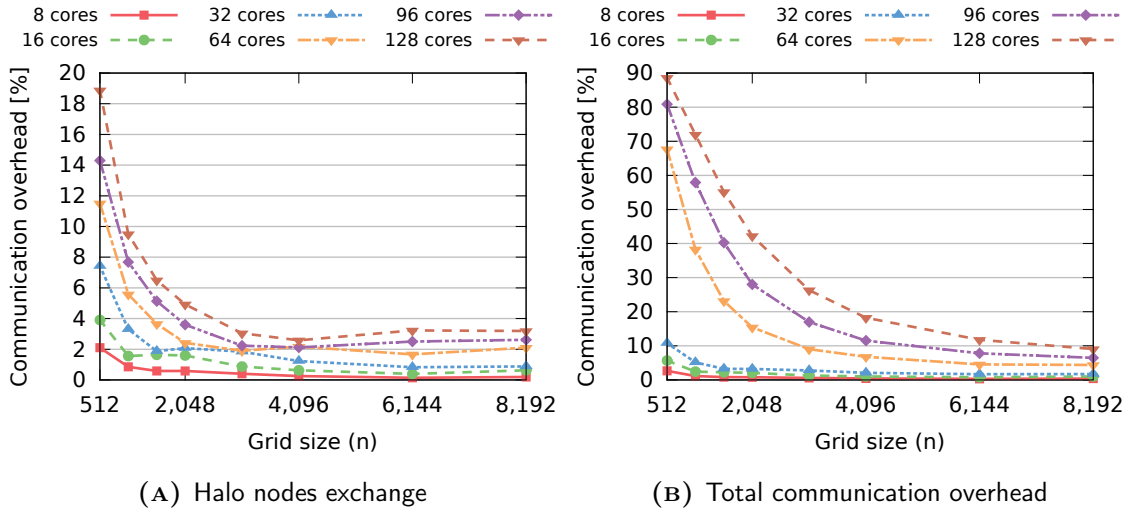 8 cores 32 cores 96 cores
16 cores 64 cores 128 cores
Communication overhead [%]
20
18
16
14
12
10
8
6
4
2
0
512 2,048 4,096 6,144 8,192
Grid size (n)
(A) Halo nodes exchange
8 cores 32 cores 96 cores
16 cores 64 cores 128 cores
Communication overhead [%]
90
80
70
60
50
40
30
20
10
0
512 2,048 4,096 6,144 8,192
Grid size (n)
(B) Total communication overhead